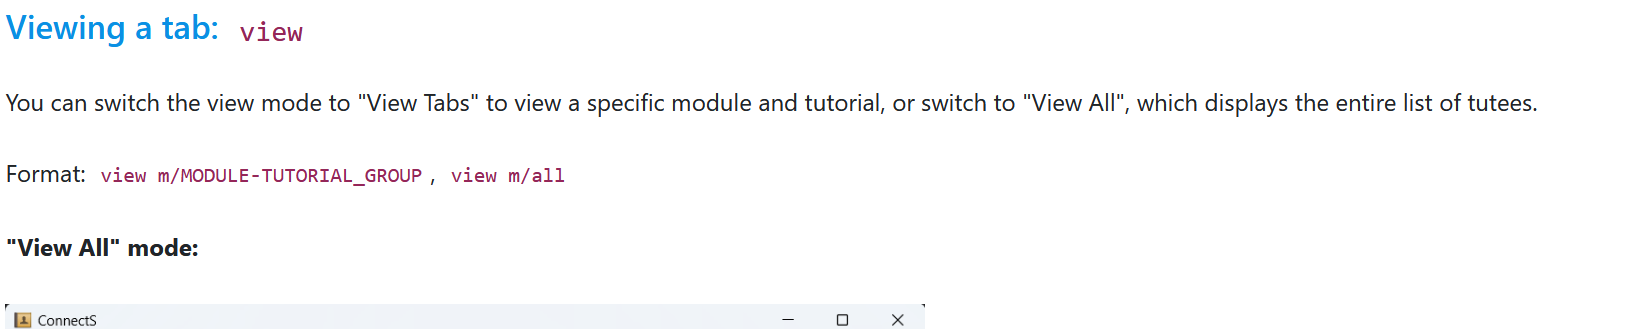 Viewing a tab: view
You can switch the view mode to "View Tabs" to view a specific module and tutorial, or switch to "View All", which displays the entire list of tutees.
Format: view m/MODULE-TUTORIAL_GROUP , view m/all
"View All" mode:
ConnectS